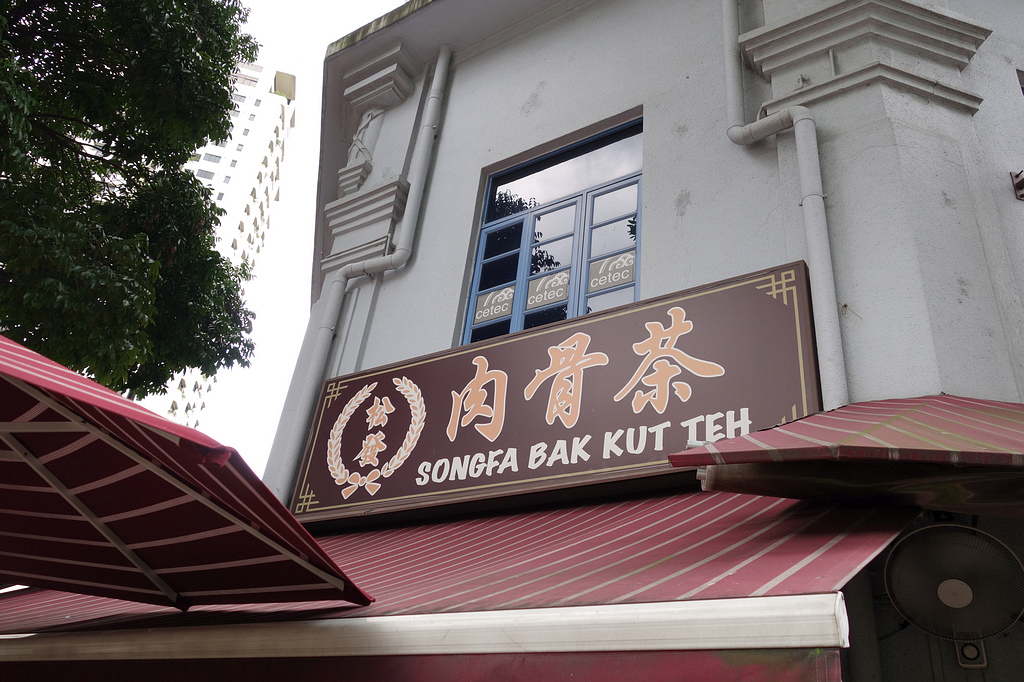 cetec cetec cetec
松發
肉骨茶
SONGFA BAK KUT TEH